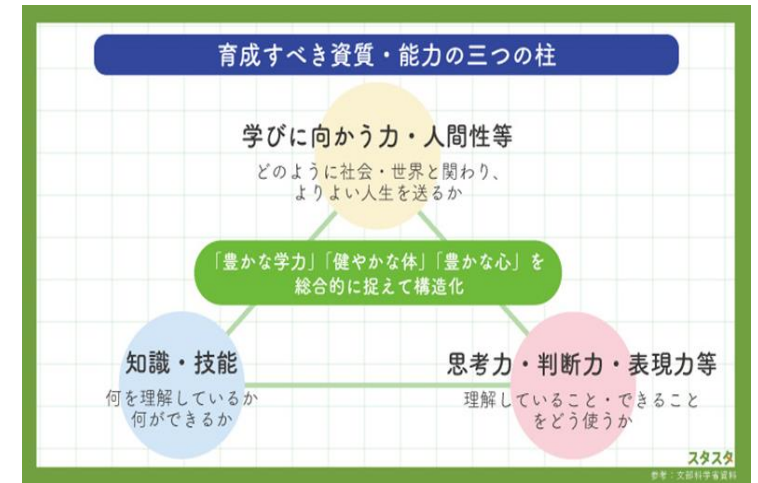 育成すべき資質・能力の三つの柱
学びに向かう力・人間性等
どのように社会・世界と関わり、
よりよい人生を送るか
「豊かな学力」「健やかな体」「豊かな心」を
総合的に捉えて構造化
知識・技能
何を理解しているか
何ができるか
思考力・判断力・表現力等
理解していること・できること
をどう使うか
スタスタ
参考：文部科学省資料